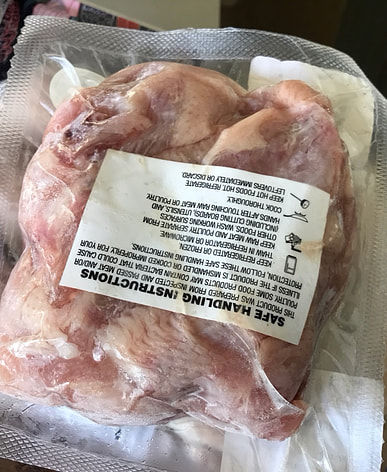 SAFE HANDLING INSTRUCTIONS
THIS PRODUCT WAS PREPARED FROM INSPECTED AND PASSED MEAT AND/OR
POULTRY. SOME FOOD PRODUCTS MAY CONTAIN BACTERIA THAT COULD CAUSE
ILLNESS IF THE PRODUCT IS MISHANDLED OR COOKED IMPROPERLY. FOR YOUR
PROTECTION, FOLLOW THESE SAFE HANDLING INSTRUCTIONS.
KEEP REFRIGERATED OR FROZEN.
THAW IN REFRIGERATOR OR MICROWAVE.
KEEP RAW MEAT AND POULTRY SEPARATE FROM
OTHER FOODS. WASH WORKING SURFACES
(INCLUDING CUTTING BOARDS), UTENSILS, AND
HANDS AFTER TOUCHING RAW MEAT OR POULTRY.
COOK THOROUGHLY.
KEEP HOT FOODS HOT. REFRIGERATE
LEFTOVERS IMMEDIATELY OR DISCARD.